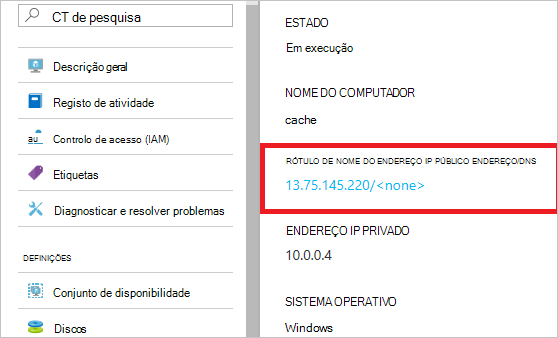 CT de pesquisa
Descrição geral
Registo de atividade
Controlo de acesso (IAM)
Etiquetas
Diagnosticar e resolver problemas
DEFINIÇÕES
Conjunto de disponibilidade
Discos
ESTADO
Em execução
NOME DO COMPUTADOR
cache
RÓTULO DE NOME DO ENDEREÇO IP PÚBLICO ENDEREÇO/DNS
13.75.145.220/<none>
ENDEREÇO IP PRIVADO
10.0.0.4
SISTEMA OPERATIVO
Windows